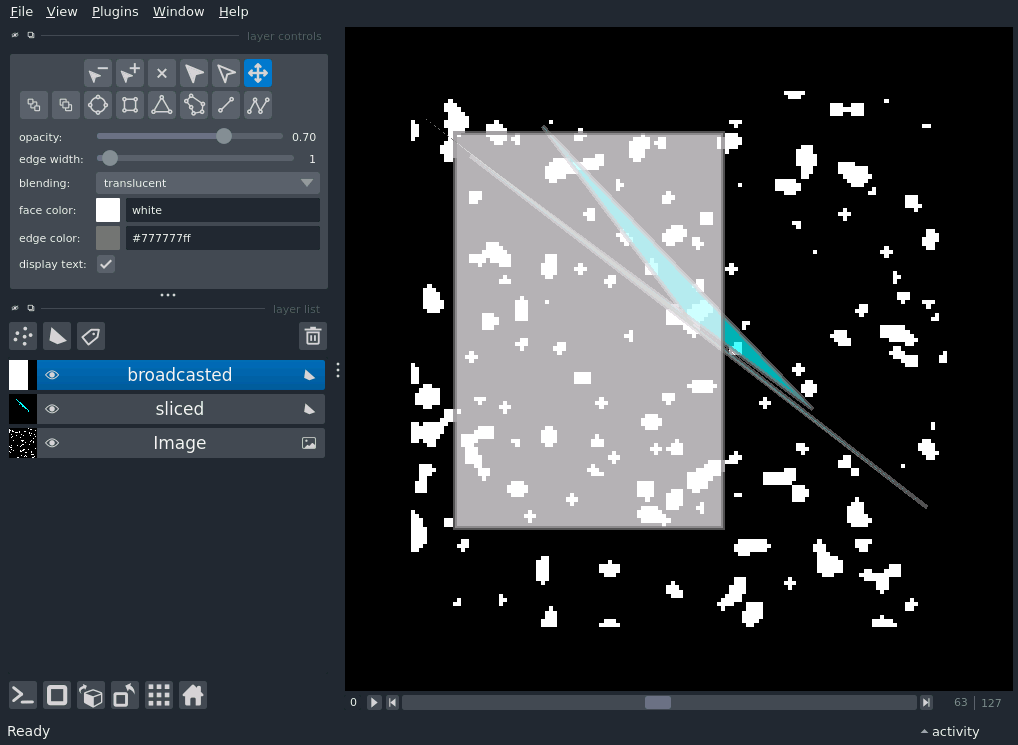 File View Plugins Window Help
layer controls
opacity: 0.70
edge width: 1
blending: translucent
face color: white
edge color: #777777ff
display text:
layer list
broadcasted
sliced
Image
0 63 127
Ready activity